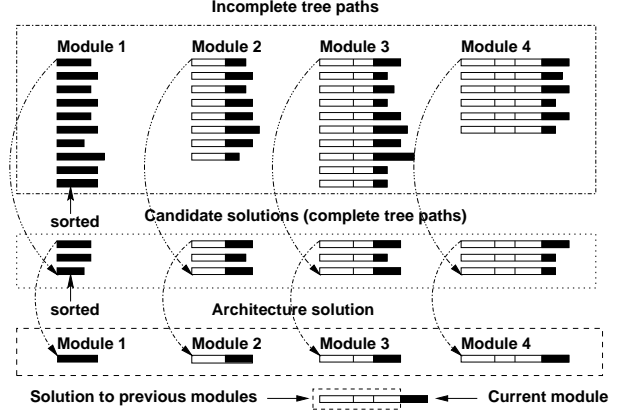 Incomplete tree paths
Module 1 Module 2 Module 3 Module 4
sorted
Candidate solutions (complete tree paths)
sorted
Architecture solution
Module 1 Module 2 Module 3 Module 4
Solution to previous modules Current module